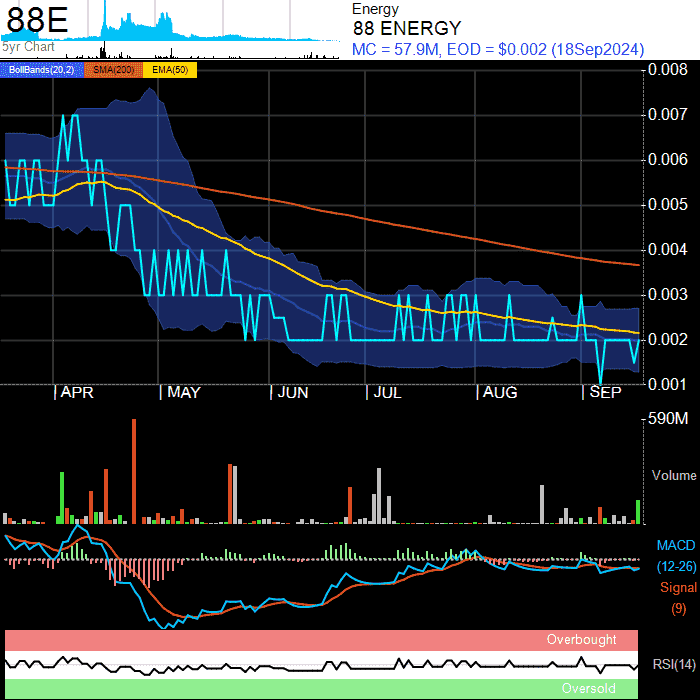 88E
5yr Chart
Energy
88 ENERGY
MC = 57.9M, EOD = $0.002 (18Sep2024)
BollBands(20,2) SMA(200) EMA(50)
0.008
0.007
0.006
0.005
0.004
0.003
0.002
0.001
APR MAY JUN JUL AUG SEP
590M
Volume
MACD
(12-26)
Signal
(9)
Overbought
RSI(14)
Oversold